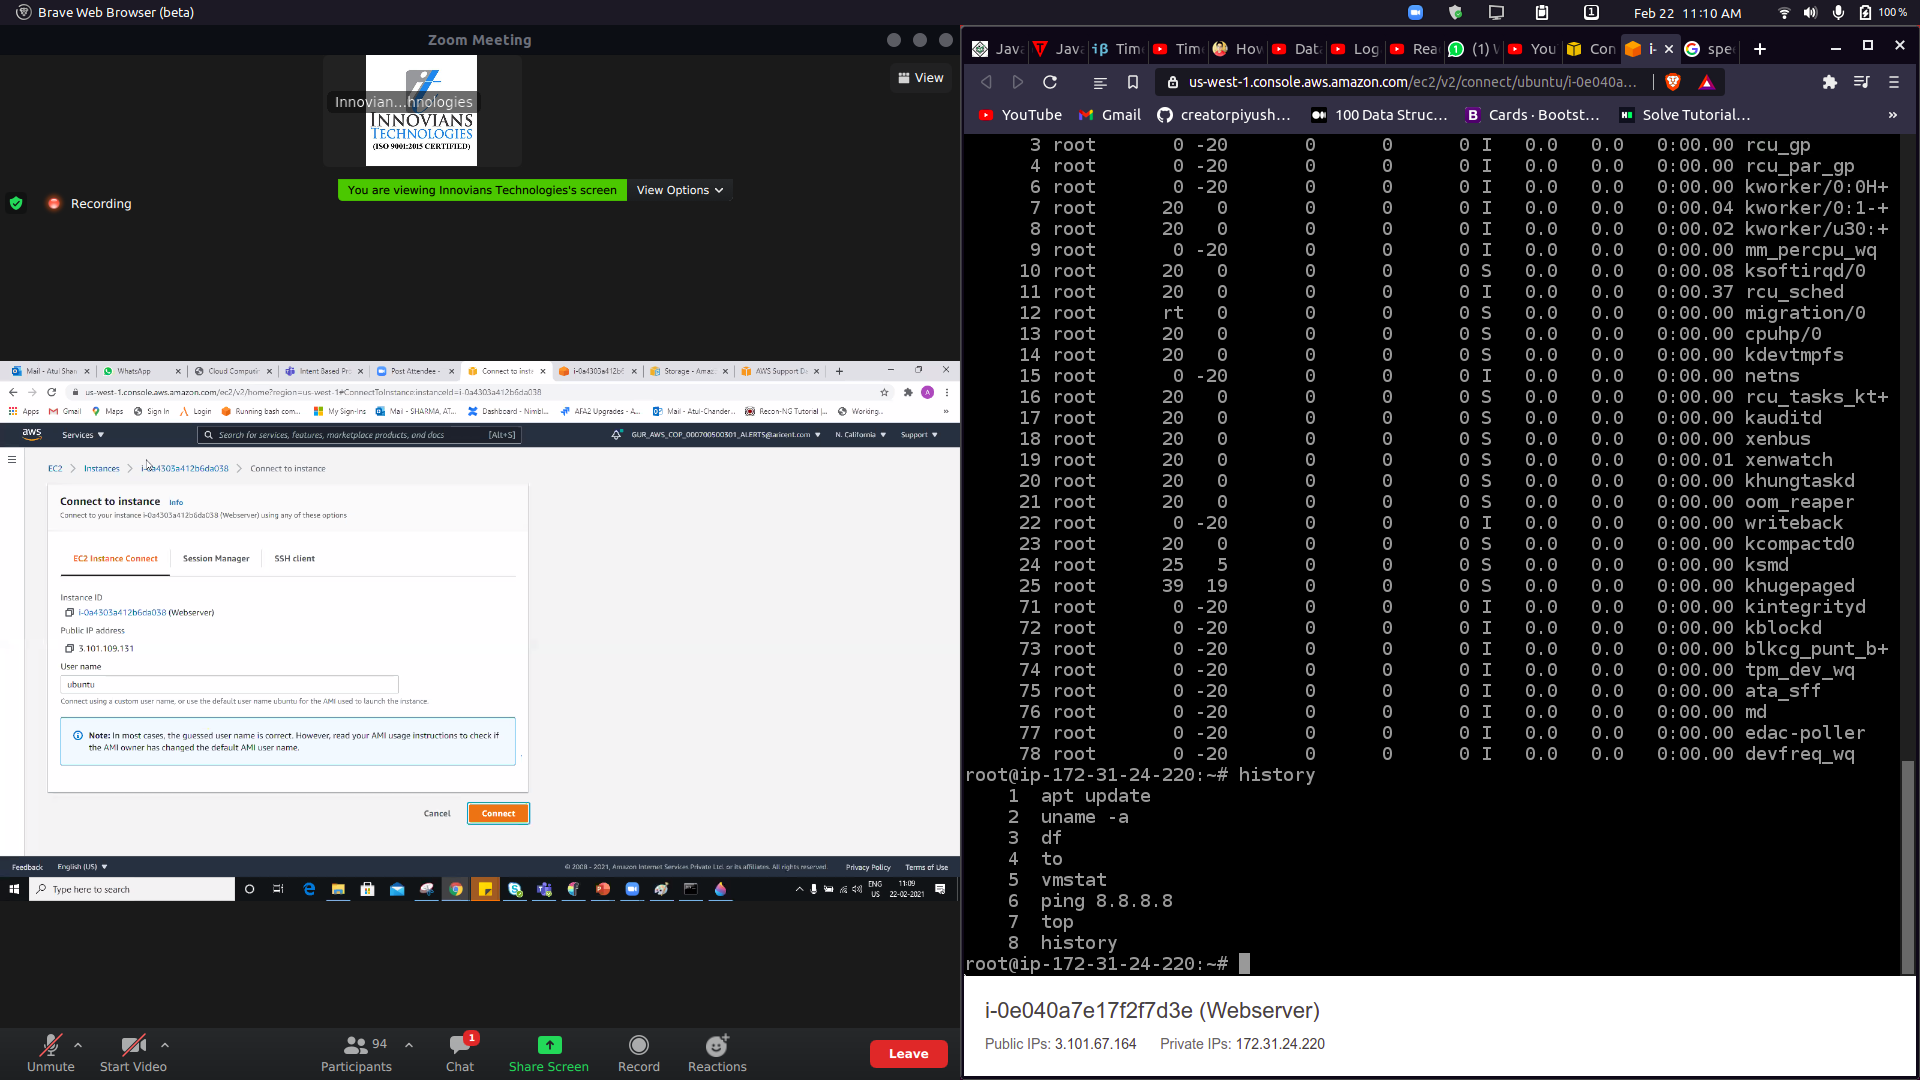 Brave Web Browser (beta)
1
Feb 22 11:10 AM
100 %
Zoom Meeting
Innovian...hnologies
INNOVIANS
TECHNOLOGIES
(ISO 9001:2015 CERTIFIED)
View
You are viewing Innovians Technologies's screen
View Options
Recording
Mail - Atul Shar
WhatsApp
Cloud Computin
Intent Based Pro
Post Attendee -
Connect to insta
i-0a4303a412b6
Storage - Amaz
AWS Support D
us-west-1.console.aws.amazon.com/ec2/v2/home?region=us-west-1#ConnectToInstance:instanceId=i-0a4303a412b6da038
Apps
Gmail
Maps
Sign In
Login
Running bash com...
My Sign-Ins
Mail - SHARMA, AT...
Dashboard - Nimbl...
AFA2 Upgrades - A...
Mail - Atul-Chander...
Recon-NG Tutorial |...
Working...
aws
Services
Search for services, features, marketplace products, and docs
[Alt+S]
GUR_AWS_COP_000700500301_ALERTS@aricent.com
N. California
Support
EC2
Instances
i-0a4303a412b6da038
Connect to instance
Connect to instance Info
Connect to your instance i-0a4303a412b6da038 (Webserver) using any of these options
EC2 Instance Connect
Session Manager
SSH client
Instance ID
i-0a4303a412b6da038 (Webserver)
Public IP address
3.101.109.131
User name
ubuntu
Connect using a custom user name, or use the default user name ubuntu for the AMI used to launch the instance.
Note: In most cases, the guessed user name is correct. However, read your AMI usage instructions to check if
the AMI owner has changed the default AMI user name.
Cancel
Connect
Feedback
English (US)
© 2008 - 2021, Amazon Internet Services Private Ltd. or its affiliates. All rights reserved.
Privacy Policy
Terms of Use
Type here to search
ENG
US
11:09
22-02-2021
Unmute
Start Video
94
Participants
1
Chat
Share Screen
Record
Reactions
Leave
Java
Java
Time
Tim
How
Dat
Log
Rea
(1) W
You
Con
i-
spe
us-west-1.console.aws.amazon.com/ec2/v2/connect/ubuntu/i-0e040a...
YouTube
Gmail
creatorpiyush...
100 Data Struc...
Cards · Bootst...
Solve Tutorial...
3 root 0 -20 0 0 0 I 0.0 0.0 0:00.00 rcu_gp
4 root 0 -20 0 0 0 I 0.0 0.0 0:00.00 rcu_par_gp
6 root 0 -20 0 0 0 I 0.0 0.0 0:00.00 kworker/0:0H+
7 root 20 0 0 0 0 I 0.0 0.0 0:00.04 kworker/0:1-+
8 root 20 0 0 0 0 I 0.0 0.0 0:00.02 kworker/u30:+
9 root 0 -20 0 0 0 I 0.0 0.0 0:00.00 mm_percpu_wq
10 root 20 0 0 0 0 S 0.0 0.0 0:00.08 ksoftirqd/0
11 root 20 0 0 0 0 I 0.0 0.0 0:00.37 rcu_sched
12 root rt 0 0 0 0 S 0.0 0.0 0:00.00 migration/0
13 root 20 0 0 0 0 S 0.0 0.0 0:00.00 cpuhp/0
14 root 20 0 0 0 0 S 0.0 0.0 0:00.00 kdevtmpfs
15 root 0 -20 0 0 0 I 0.0 0.0 0:00.00 netns
16 root 20 0 0 0 0 S 0.0 0.0 0:00.00 rcu_tasks_kt+
17 root 20 0 0 0 0 S 0.0 0.0 0:00.00 kauditd
18 root 20 0 0 0 0 S 0.0 0.0 0:00.00 xenbus
19 root 20 0 0 0 0 S 0.0 0.0 0:00.01 xenwatch
20 root 20 0 0 0 0 S 0.0 0.0 0:00.00 khungtaskd
21 root 20 0 0 0 0 S 0.0 0.0 0:00.00 oom_reaper
22 root 0 -20 0 0 0 I 0.0 0.0 0:00.00 writeback
23 root 20 0 0 0 0 S 0.0 0.0 0:00.00 kcompactd0
24 root 25 5 0 0 0 S 0.0 0.0 0:00.00 ksmd
25 root 39 19 0 0 0 S 0.0 0.0 0:00.00 khugepaged
71 root 0 -20 0 0 0 I 0.0 0.0 0:00.00 kintegrityd
72 root 0 -20 0 0 0 I 0.0 0.0 0:00.00 kblockd
73 root 0 -20 0 0 0 I 0.0 0.0 0:00.00 blkcg_punt_b+
74 root 0 -20 0 0 0 I 0.0 0.0 0:00.00 tpm_dev_wq
75 root 0 -20 0 0 0 I 0.0 0.0 0:00.00 ata_sff
76 root 0 -20 0 0 0 I 0.0 0.0 0:00.00 md
77 root 0 -20 0 0 0 I 0.0 0.0 0:00.00 edac-poller
78 root 0 -20 0 0 0 I 0.0 0.0 0:00.00 devfreq_wq
root@ip-172-31-24-220:~# history
1 apt update
2 uname -a
3 df
4 to
5 vmstat
6 ping 8.8.8.8
7 top
8 history
root@ip-172-31-24-220:~#
i-0e040a7e17f2f7d3e (Webserver)
Public IPs: 3.101.67.164 Private IPs: 172.31.24.220